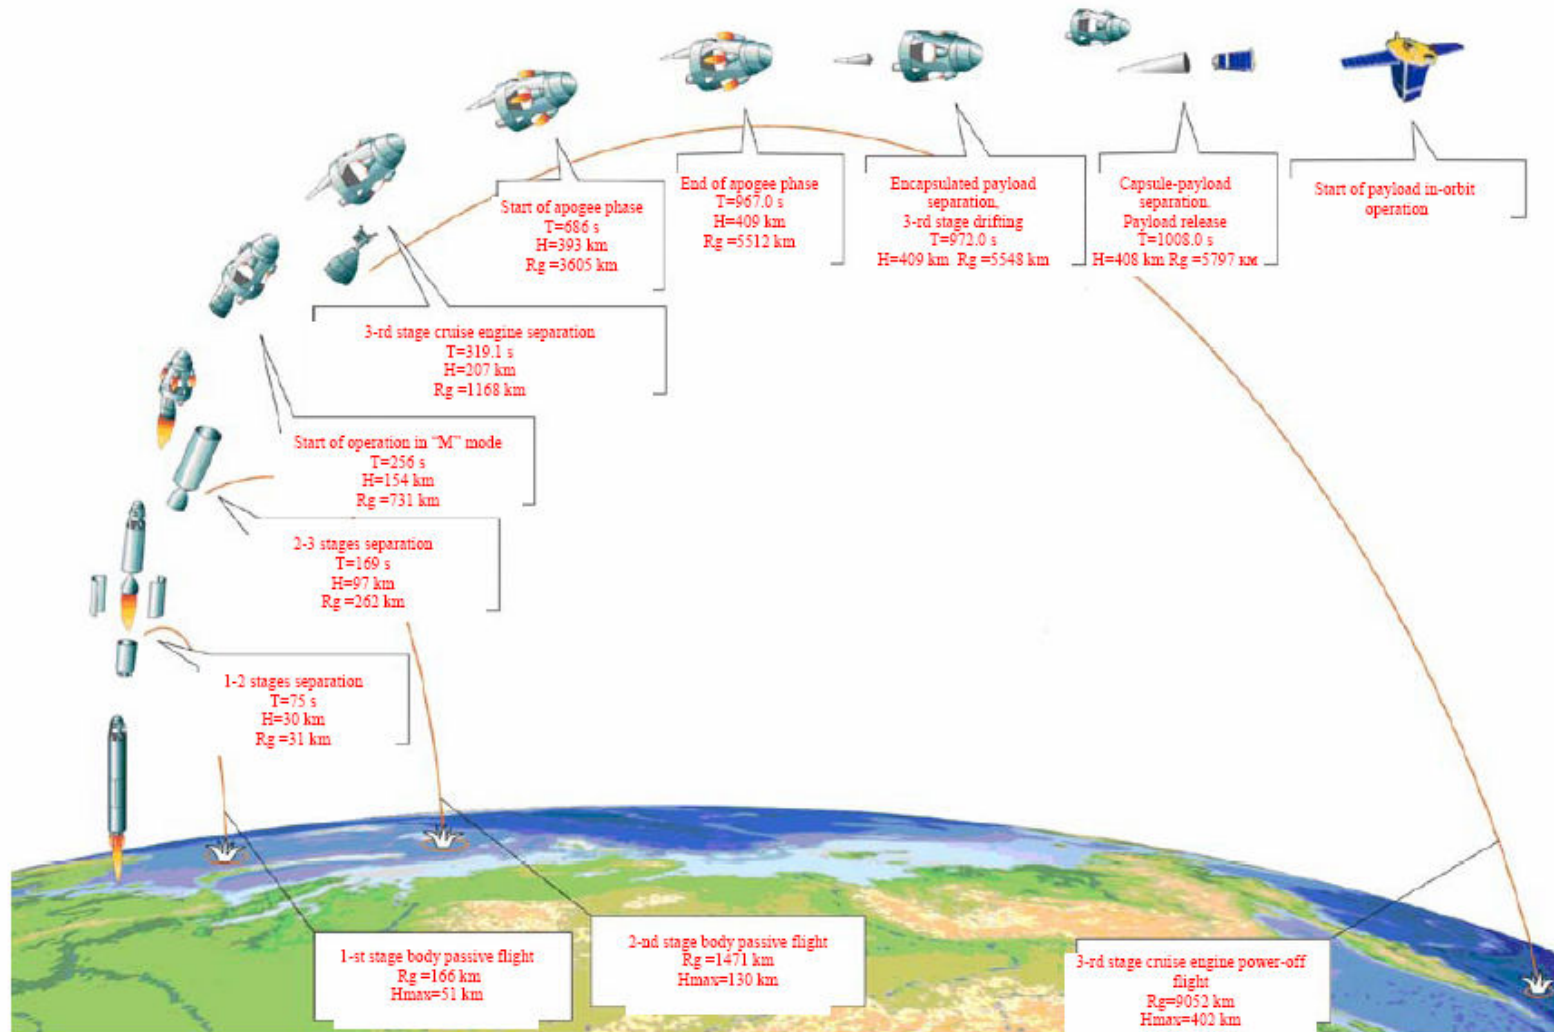 Start of apogee phase
T=686 s
H=393 km
Rg =3605 km
End of apogee phase
T=967.0 s
H=409 km
Rg =5512 km
Encapsulated payload
separation,
3-rd stage drifting
T=972.0 s
H=409 km Rg =5548 km
Capsule-payload
separation.
Payload release
T=1008.0 s
H=408 km Rg =5797 км
Start of payload in-orbit
operation
3-rd stage cruise engine separation
T=319.1 s
H=207 km
Rg =1168 km
Start of operation in “M” mode
T=256 s
H=154 km
Rg =731 km
2-3 stages separation
T=169 s
H=97 km
Rg =262 km
1-2 stages separation
T=75 s
H=30 km
Rg =31 km
1-st stage body passive flight
Rg =166 km
Hmax=51 km
2-nd stage body passive flight
Rg =1471 km
Hmax=130 km
3-rd stage cruise engine power-off
flight
Rg=9052 km
Hmax=402 km